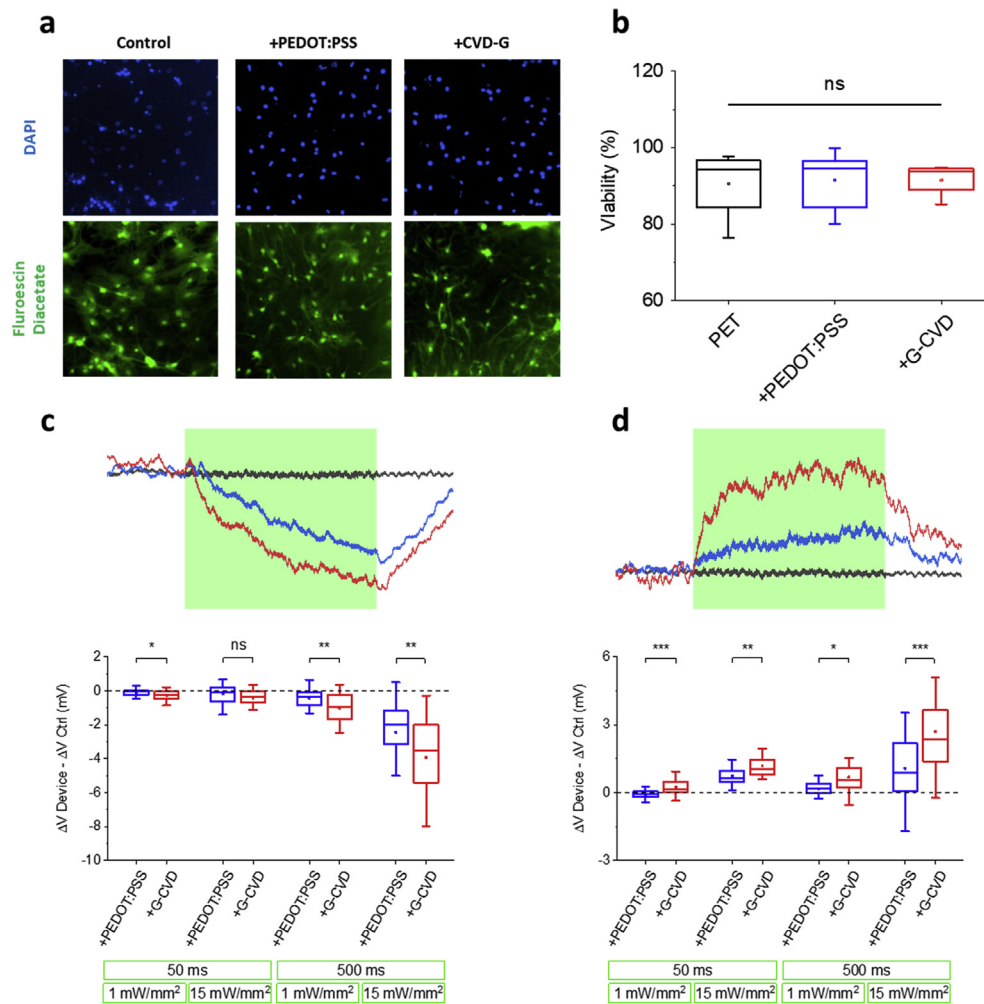 a
Control
+PEDOT:PSS
+CVD-G
DAPI
Fluroescin
Diacetate
b
Viability (%)
120
100
80
60
ns
PET
+PEDOT:PSS
+G-CVD
c
ΔV Device - ΔV Ctrl (mV)
2
0
-2
-4
-6
-8
-10
*
ns
**
**
+PEDOT:PSS
+G-CVD
+PEDOT:PSS
+G-CVD
+PEDOT:PSS
+G-CVD
+PEDOT:PSS
+G-CVD
50 ms
500 ms
1 mW/mm²
15 mW/mm²
1 mW/mm²
15 mW/mm²
d
ΔV Device - ΔV Ctrl (mV)
6
3
0
-3
***
**
*
***
+PEDOT:PSS
+G-CVD
+PEDOT:PSS
+G-CVD
+PEDOT:PSS
+G-CVD
+PEDOT:PSS
+G-CVD
50 ms
500 ms
1 mW/mm²
15 mW/mm²
1 mW/mm²
15 mW/mm²